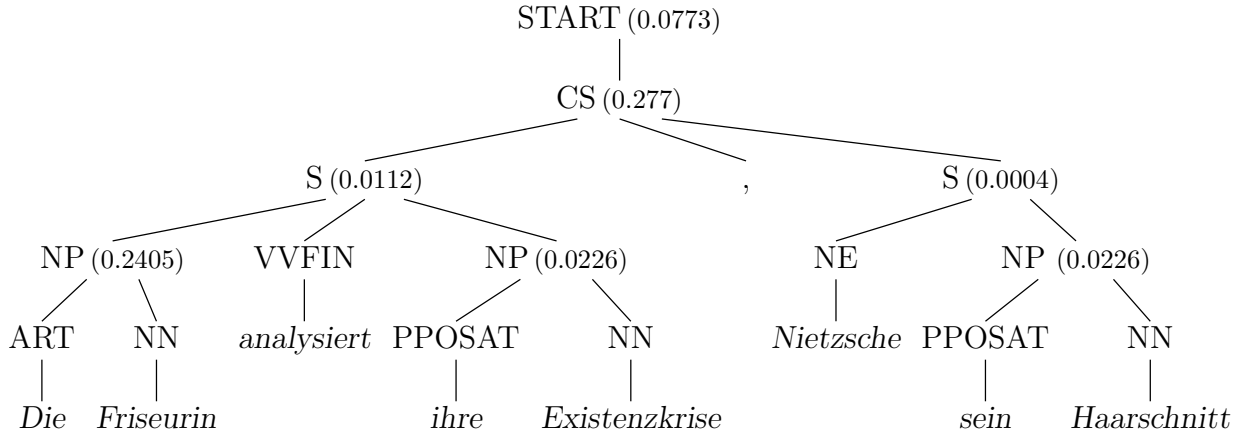 START (0.0773)
CS (0.277)
S (0.0112) , S (0.0004)
NP (0.2405) VVFIN NP (0.0226) NE NP (0.0226)
ART NN analysiert PPOSAT NN Nietzsche PPOSAT NN
Die Friseurin ihre Existenzkrise sein Haarschnitt